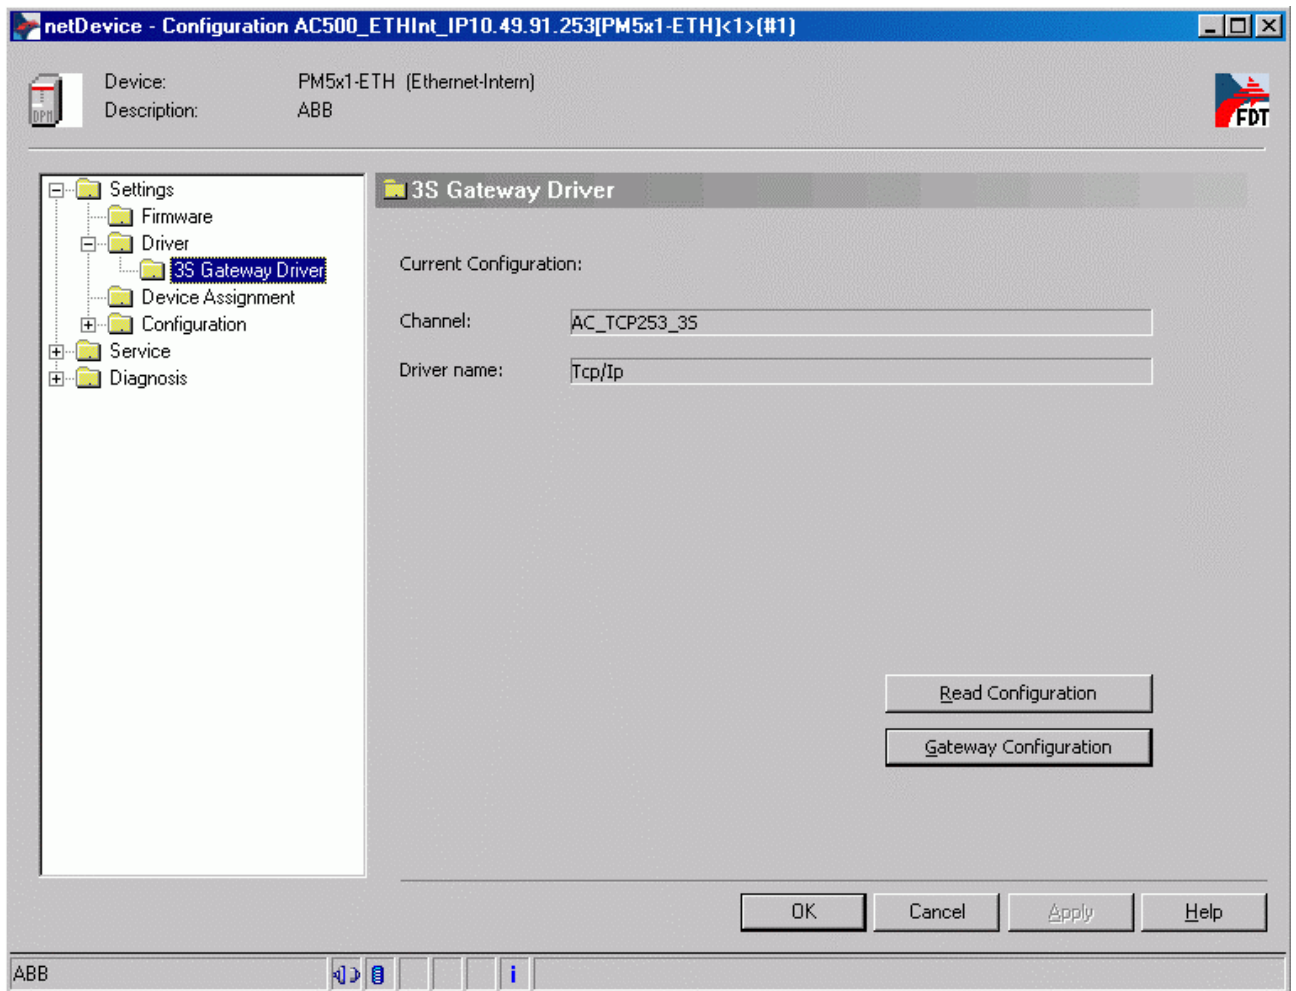 netDevice - Configuration AC500_ETHInt_IP10.49.91.253[PM5x1-ETH]<1>(#1)
Device: PM5x1-ETH (Ethernet-Intern)
Description: ABB
DPM
FDT
Settings
Firmware
Driver
3S Gateway Driver
Device Assignment
Configuration
Service
Diagnosis
3S Gateway Driver
Current Configuration:
Channel: AC_TCP253_3S
Driver name: Tcp/Ip
Read Configuration
Gateway Configuration
OK Cancel Apply Help
ABB